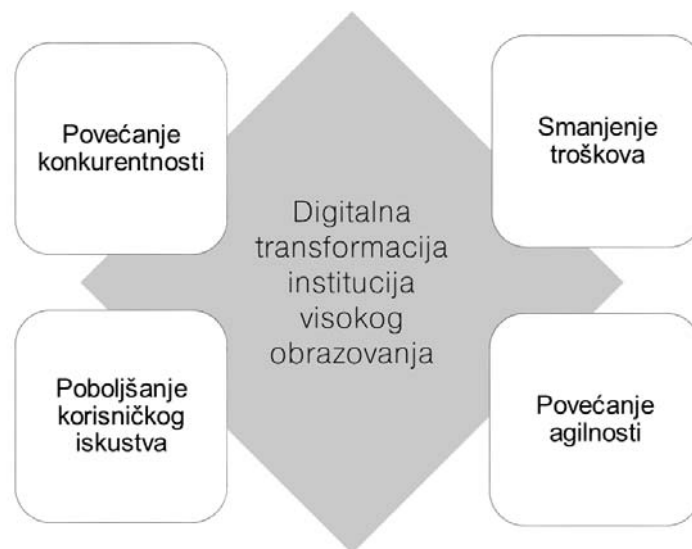 Povećanje
konkurentnosti
Smanjenje
troškova
Digitalna
transformacija
institucija
visokog
obrazovanja
Poboljšanje
korisničkog
iskustva
Povećanje
agilnosti